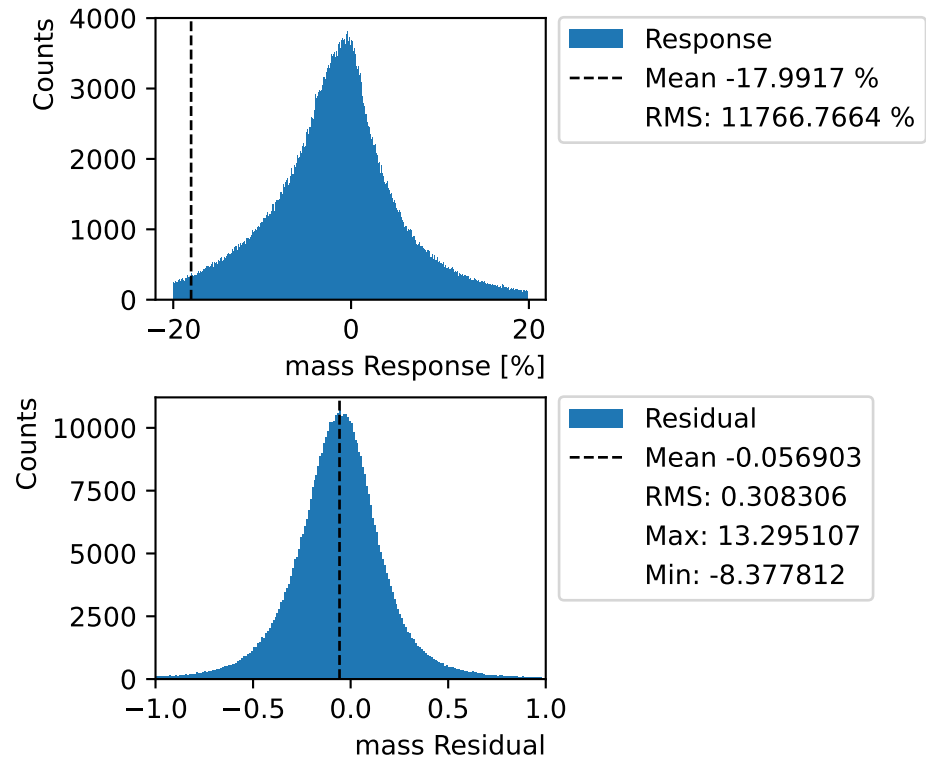 4000
3000
2000
1000
0
Counts
−20
0
20
mass Response [%]
Response
Mean -17.9917 %
RMS: 11766.7664 %
10000
7500
5000
2500
0
Counts
−1.0
−0.5
0.0
0.5
1.0
mass Residual
Residual
Mean -0.056903
RMS: 0.308306
Max: 13.295107
Min: -8.377812